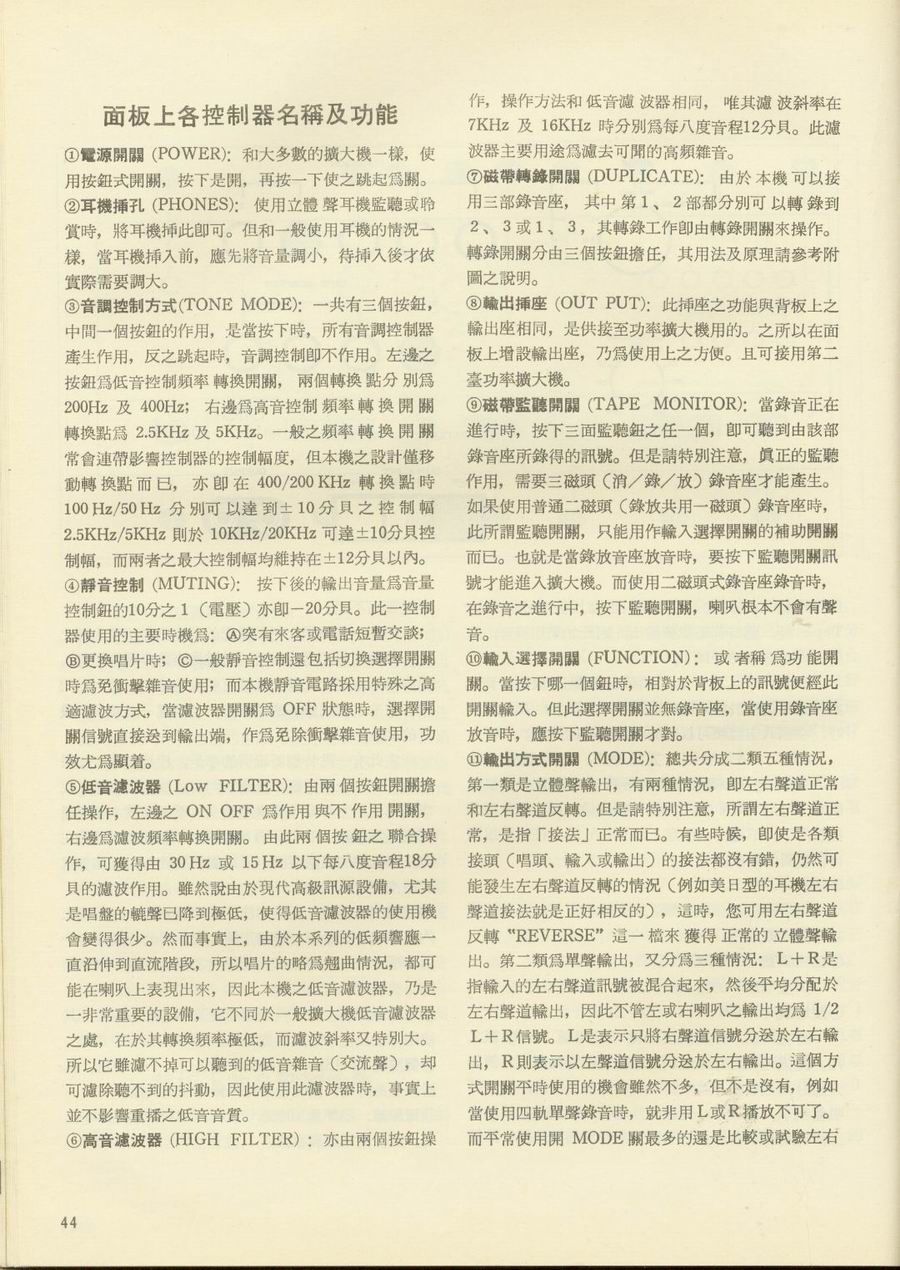 面板上各控制器名稱及功能
①電源開關 (POWER)：和大多數的擴大機一樣，使
用按鈕式開關，按下是開，再按一下使之跳起爲關。
②耳機揷孔 (PHONES)： 使用立體聲耳機監聽或聆
賞時，將耳機揷此卽可。但和一般使用耳機的情況一
樣，當耳機揷入前，應先將音量調小，待揷入後才依
實際需要調大。
③音調控制方式(TONE MODE)：一共有三個按鈕，
中間一個按鈕的作用，是當按下時，所有音調控制器
產生作用，反之跳起時，音調控制卽不作用。左邊之
按鈕爲低音控制頻率轉換開關， 兩個轉換點分別爲
200Hz 及 400Hz； 右邊爲高音控制頻率轉換開關
轉換點爲 2.5KHz 及 5KHz。一般之頻率轉換開關
常會連帶影響控制器的控制幅度，但本機之設計僅移
動轉換點而已， 亦卽在 400/200 KHz 轉換點時
100 Hz/50 Hz 分別可以達到±10分貝之控制幅
2.5KHz/5KHz 則於 10KHz/20KHz 可達±10分貝控
制幅，而兩者之最大控制幅均維持在±12分貝以內。
④靜音控制 (MUTING)： 按下後的輸出音量爲音量
控制鈕的10分之1（電壓）亦卽－20分貝。此一控制
器使用的主要時機爲：Ⓐ突有來客或電話短暫交談；
Ⓑ更換唱片時；Ⓒ一般靜音控制還包括切換選擇開關
時爲免衝擊雜音使用；而本機靜音電路採用特殊之高
適濾波方式，當濾波器開關爲 OFF 狀態時，選擇開
關信號直接送到輸出端，作爲免除衝擊雜音使用，功
效尤爲顯着。
⑤低音濾波器 (Low FILTER)：由兩個按鈕開關擔
任操作，左邊之 ON OFF 爲作用與不作用開關，
右邊爲濾波頻率轉換開關。由此兩個按鈕之聯合操
作，可獲得由 30 Hz 或 15 Hz 以下每八度音程18分
貝的濾波作用。雖然說由於現代高級訊源設備，尤其
是唱盤的轆聲已降到極低，使得低音濾波器的使用機
會變得很少。然而事實上，由於本系列的低頻響應一
直沿伸到直流階段，所以唱片的略爲翹曲情況，都可
能在喇叭上表現出來，因此本機之低音濾波器，乃是
一非常重要的設備，它不同於一般擴大機低音濾波器
之處，在於其轉換頻率極低，而濾波斜率又特別大。
所以它雖濾不掉可以聽到的低音雜音（交流聲），却
可濾除聽不到的抖動，因此使用此濾波器時，事實上
並不影響重播之低音音質。
⑥高音濾波器 (HIGH FILTER)：亦由兩個按鈕操
作，操作方法和低音濾波器相同， 唯其濾波斜率在
7KHz 及 16KHz 時分別爲每八度音程12分貝。此濾
波器主要用途爲濾去可聞的高頻雜音。
⑦磁帶轉錄開關 (DUPLICATE)： 由於本機可以接
用三部錄音座， 其中第1、2部都分別可以轉錄到
2、3或1、3，其轉錄工作卽由轉錄開關來操作。
轉錄開關分由三個按鈕擔任，其用法及原理請參考附
圖之說明。
⑧輸出揷座 (OUT PUT)：此揷座之功能與背板上之
輸出座相同，是供接至功率擴大機用的。之所以在面
板上增設輸出座，乃爲使用上之方便。且可接用第二
臺功率擴大機。
⑨磁帶監聽開關 (TAPE MONITOR)：當錄音正在
進行時，按下三面監聽鈕之任一個，卽可聽到由該部
錄音座所錄得的訊號。但是請特別注意，眞正的監聽
作用，需要三磁頭（消／錄／放）錄音座才能產生。
如果使用普通二磁頭（錄放共用一磁頭）錄音座時，
此所謂監聽開關，只能用作輸入選擇開關的補助開關
而已。也就是當錄放音座放音時，要按下監聽開關訊
號才能進入擴大機。而使用二磁頭式錄音座錄音時，
在錄音之進行中，按下監聽開關，喇叭根本不會有聲
音。
⑩輸入選擇開關 (FUNCTION)： 或者稱爲功能開
關。當按下哪一個鈕時，相對於背板上的訊號便經此
開關輸入。但此選擇開關並無錄音座，當使用錄音座
放音時，應按下監聽開關才對。
⑪輸出方式開關 (MODE)：總共分成二類五種情況，
第一類是立體聲輸出，有兩種情況，卽左右聲道正常
和左右聲道反轉。但是請特別注意，所謂左右聲道正
常，是指「接法」正常而已。有些時候，卽使是各類
接頭（唱頭、輸入或輸出）的接法都沒有錯，仍然可
能發生左右聲道反轉的情況（例如美日型的耳機左右
聲道接法就是正好相反的），這時，您可用左右聲道
反轉 “REVERSE” 這一檔來獲得正常的立體聲輸
出。第二類爲單聲輸出，又分爲三種情況：L＋R是
指輸入的左右聲道訊號被混合起來，然後平均分配於
左右聲道輸出，因此不管左或右喇叭之輸出均爲 1/2
L＋R信號。L是表示只將右聲道信號分送於左右輸
出，R則表示以左聲道信號分送於左右輸出。這個方
式開關平時使用的機會雖然不多，但不是沒有，例如
當使用四軌單聲錄音時，就非用L或R播放不可了。
而平常使用開 MODE 關最多的還是比較或試驗左右
44